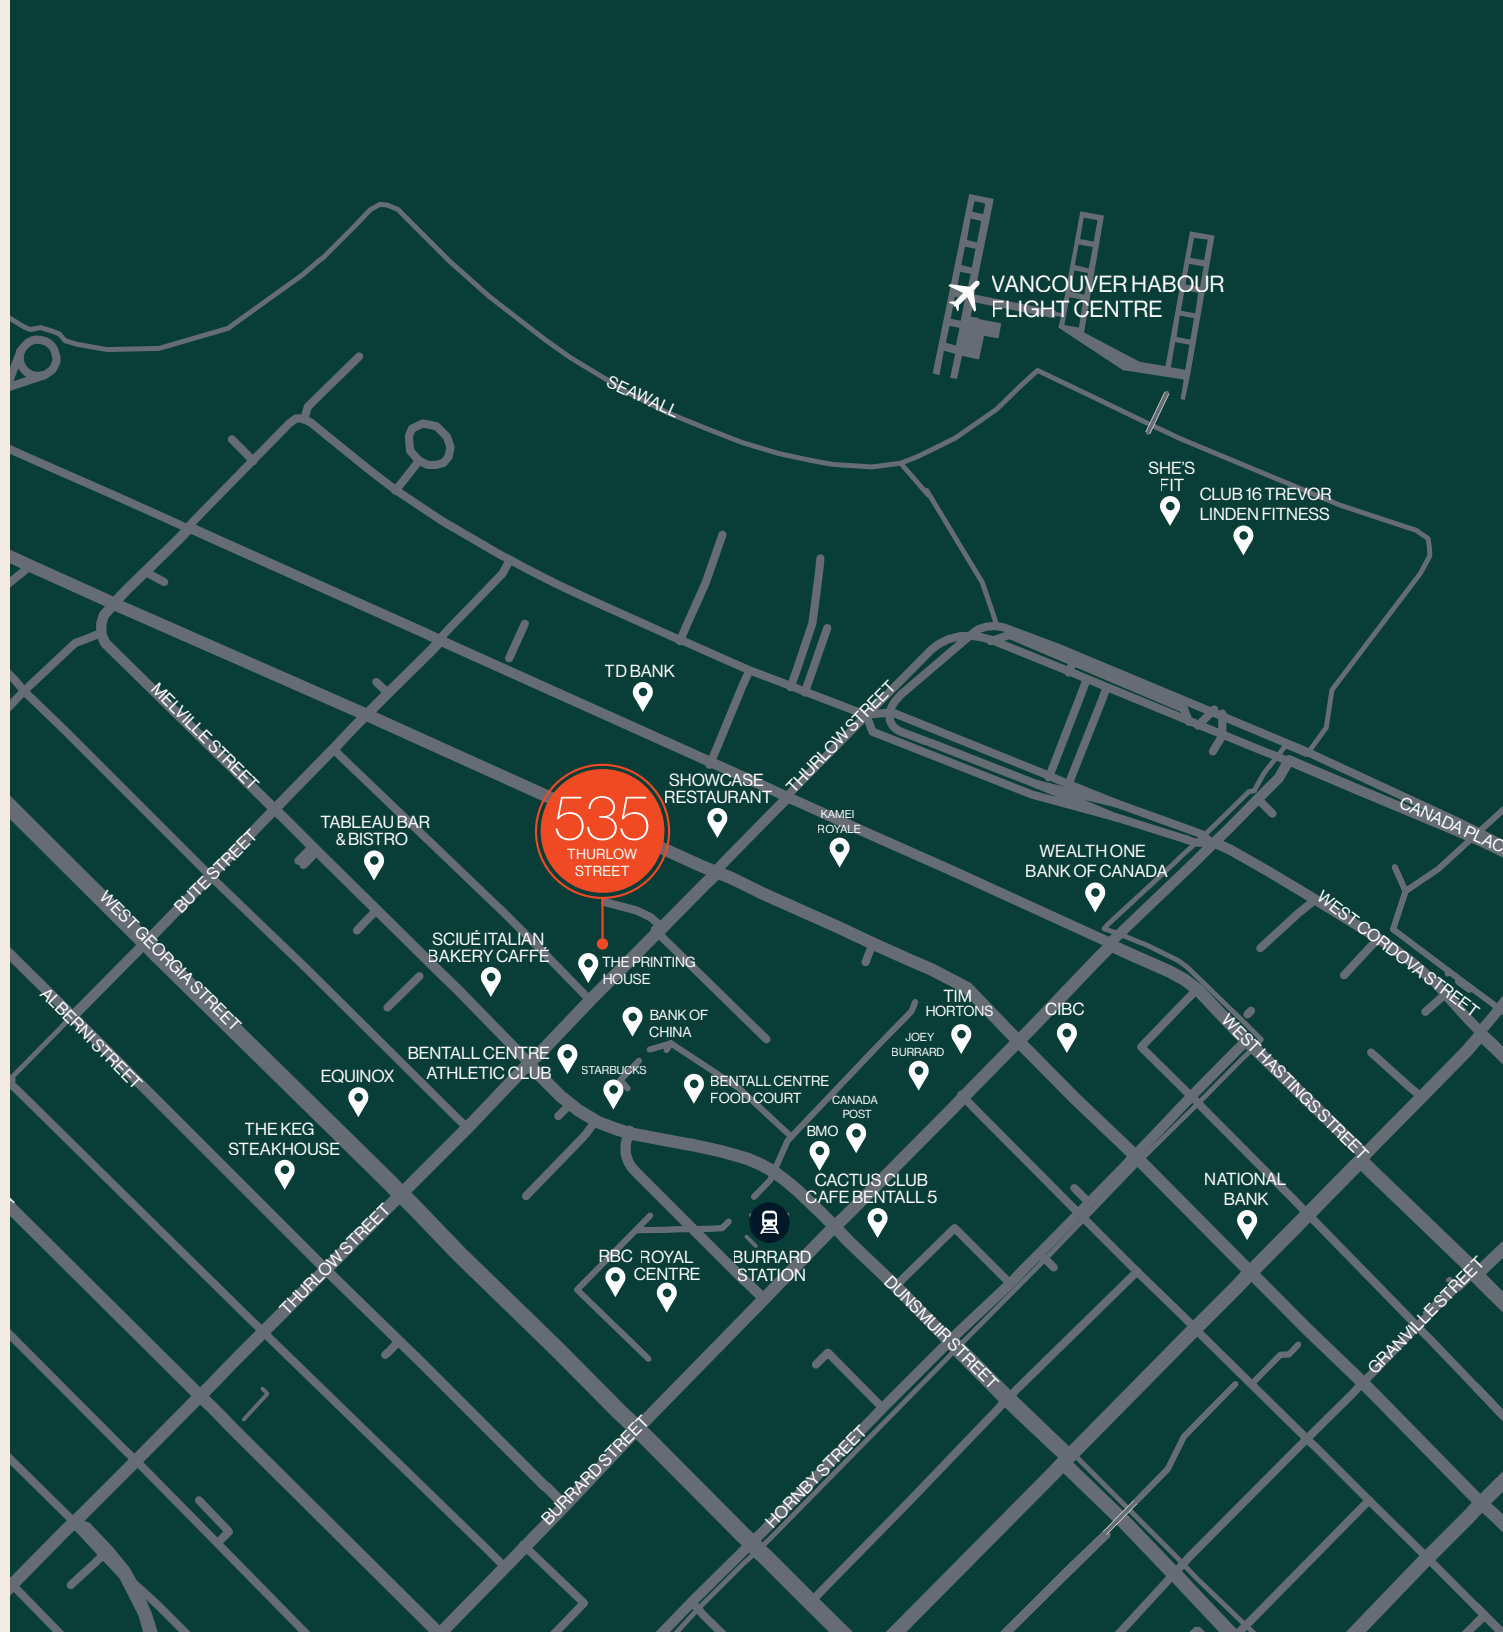 VANCOUVER HABOUR
FLIGHT CENTRE
SEAWALL
SHE'S
FIT
CLUB 16 TREVOR
LINDEN FITNESS
TD BANK
MELVILLE STREET
THURLOW STREET
SHOWCASE
RESTAURANT
535
THURLOW
STREET
KAMEI
ROYALE
TABLEAU BAR
& BISTRO
CANADA PLAC
WEALTH ONE
BANK OF CANADA
BUTE STREET
WEST GEORGIA STREET
WEST CORDOVA STREET
SCIUÉ ITALIAN
BAKERY CAFFÉ
THE PRINTING
HOUSE
ALBERNI STREET
TIM
HORTONS
CIBC
BANK OF
CHINA
WEST HASTINGS STREET
JOEY
BURRARD
BENTALL CENTRE
ATHLETIC CLUB
STARBUCKS
EQUINOX
BENTALL CENTRE
FOOD COURT
CANADA
POST
BMO
THE KEG
STEAKHOUSE
CACTUS CLUB
CAFE BENTALL 5
NATIONAL
BANK
THURLOW STREET
RBC
ROYAL
CENTRE
BURRARD
STATION
DUNSMUIR STREET
GRANVILLE STREET
BURRARD STREET
HORNBY STREET